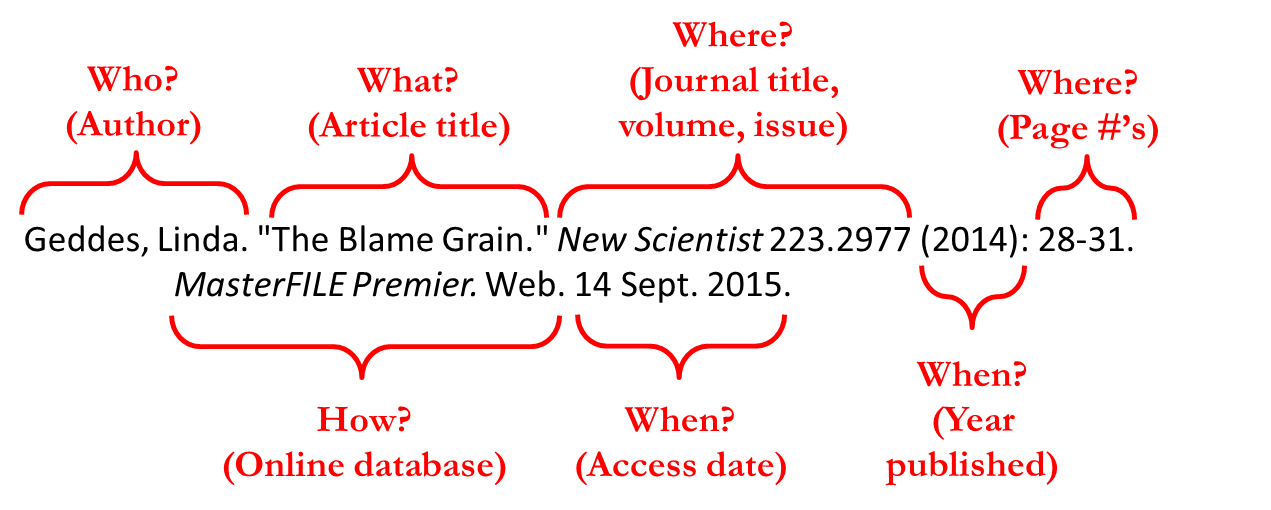 Who?
(Author)
What?
(Article title)
Where?
(Journal title,
volume, issue)
Where?
(Page #’s)
Geddes, Linda. "The Blame Grain." New Scientist 223.2977 (2014): 28-31.
MasterFILE Premier. Web. 14 Sept. 2015.
How?
(Online database)
When?
(Access date)
When?
(Year
published)